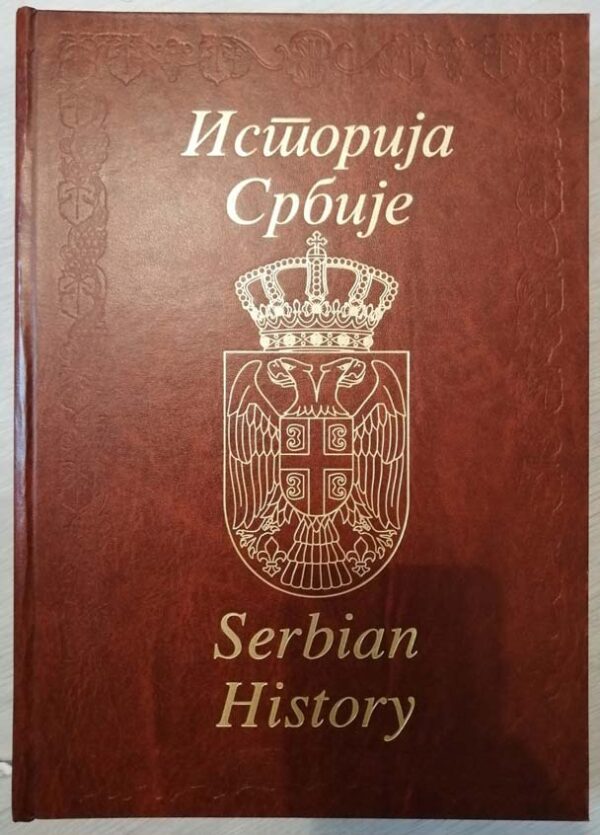 Историја
Србије
Serbian
History